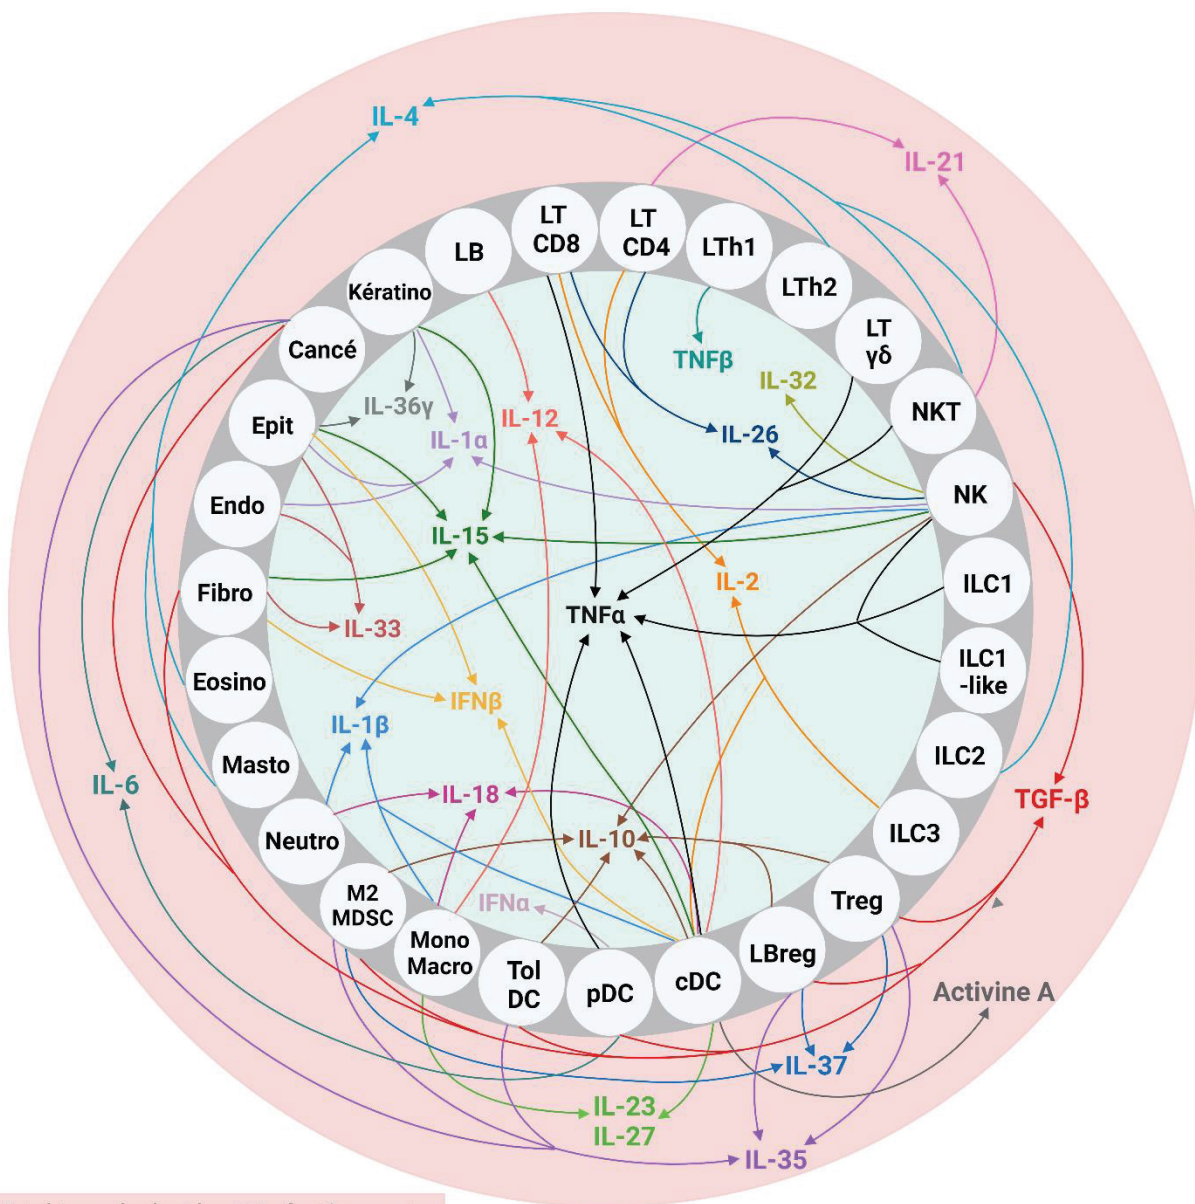 IL-4
IL-21
LB
LT
CD8
LT
CD4
LTh1
LTh2
LT
γδ
NKT
NK
ILC1
ILC1
-like
ILC2
ILC3
Treg
LBreg
cDC
pDC
Tol
DC
Mono
Macro
M2
MDSC
Neutro
Masto
Eosino
Fibro
Endo
Epit
Cancé
Kératino
TNFβ
IL-32
IL-36γ
IL-12
IL-1α
IL-26
IL-15
IL-2
TNFα
IL-33
IFNβ
IL-1β
IL-18
IL-10
IFNα
IL-6
TGF-β
Activine A
IL-37
IL-23
IL-27
IL-35